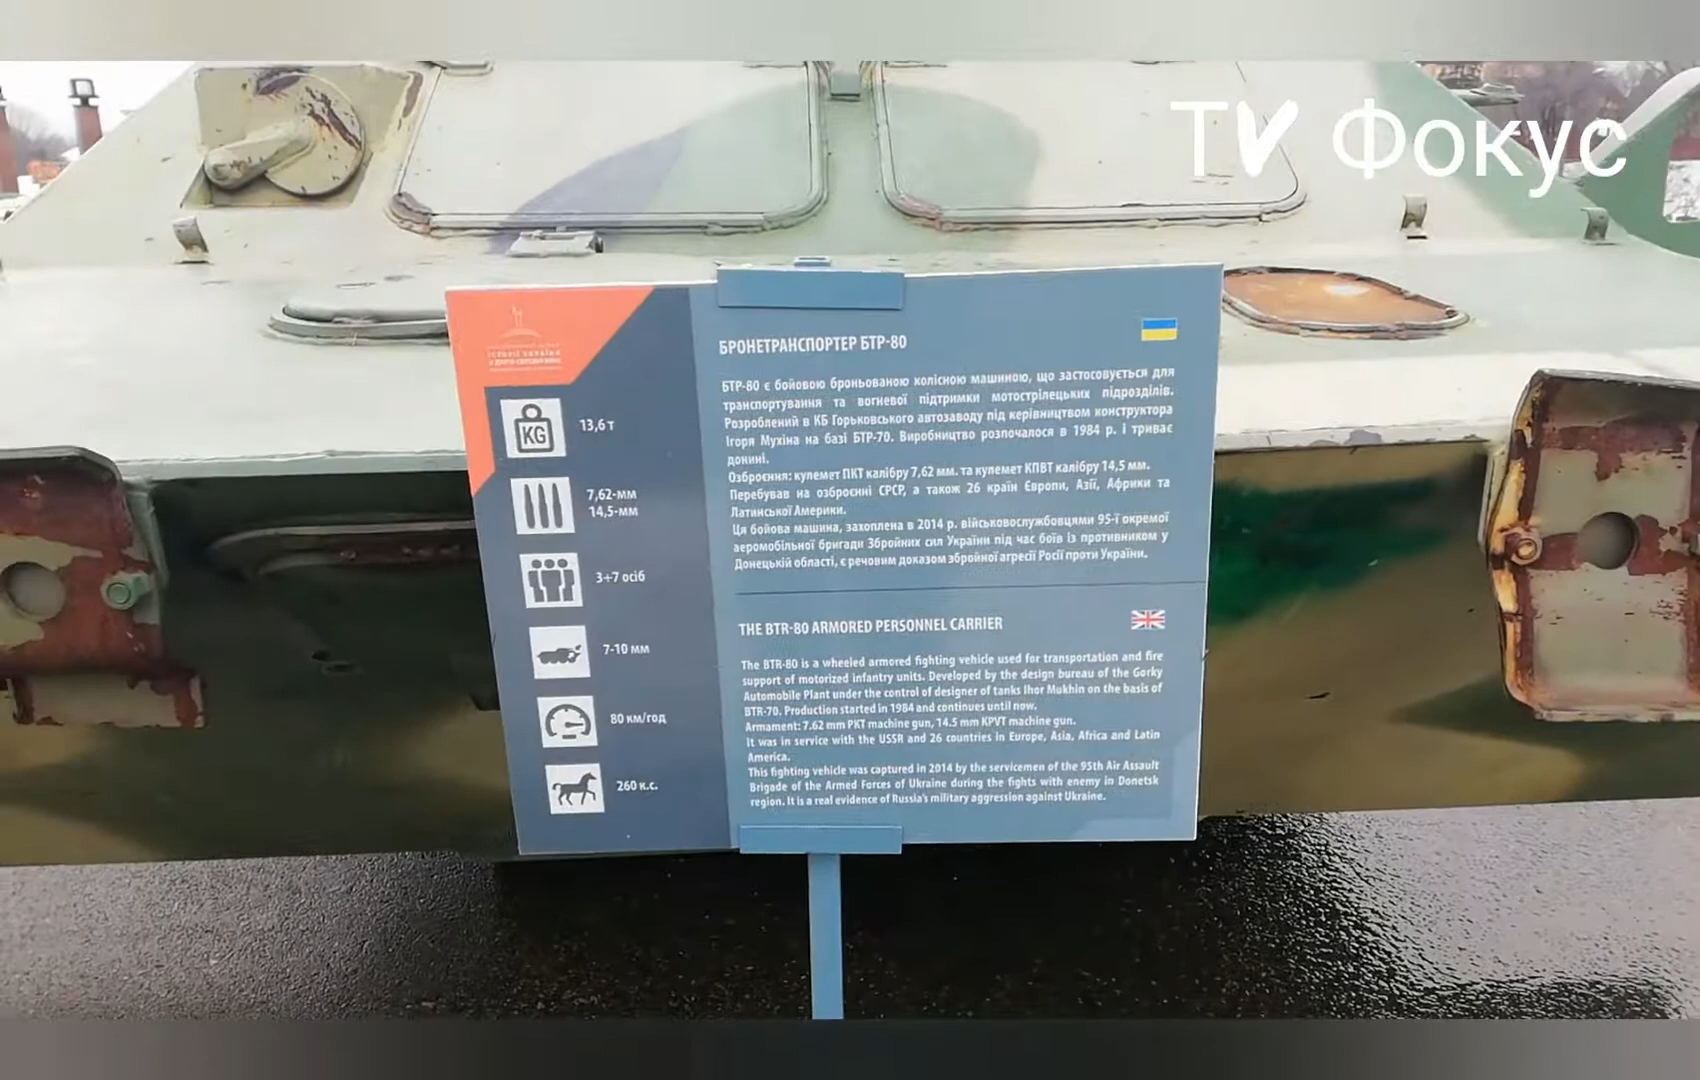 TV Фокус
ІСТОРІЇ УКРАЇНИ
KG
13,6 т
7,62-мм
14,5-мм
3+7 осіб
7-10 мм
80 км/год
260 к.с.
БРОНЕТРАНСПОРТЕР БТР-80
БТР-80 є бойовою броньованою колісною машиною, що застосовується для
транспортування та вогневої підтримки мотострілецьких підрозділів.
Розроблений в КБ Горьковського автозаводу під керівництвом конструктора
Ігоря Мухіна на базі БТР-70. Виробництво розпочалося в 1984 р. і триває
донині.
Озброєння: кулемет ПКТ калібру 7,62 мм. та кулемет КПВТ калібру 14,5 мм.
Перебував на озброєнні СРСР, а також 26 країн Європи, Азії, Африки та
Латинської Америки.
Ця бойова машина, захоплена в 2014 р. військовослужбовцями 95-ї окремої
аеромобільної бригади Збройних сил України під час боїв із противником у
Донецькій області, є речовим доказом збройної агресії Росії проти України.
THE BTR-80 ARMORED PERSONNEL CARRIER
The BTR-80 is a wheeled armored fighting vehicle used for transportation and fire
support of motorized infantry units. Developed by the design bureau of the Gorky
Automobile Plant under the control of designer of tanks Ihor Mukhin on the basis of
BTR-70. Production started in 1984 and continues until now.
Armament: 7.62 mm PKT machine gun, 14.5 mm KPVT machine gun.
It was in service with the USSR and 26 countries in Europe, Asia, Africa and Latin
America.
This fighting vehicle was captured in 2014 by the servicemen of the 95th Air Assault
Brigade of the Armed Forces of Ukraine during the fights with enemy in Donetsk
region. It is a real evidence of Russia's military aggression against Ukraine.